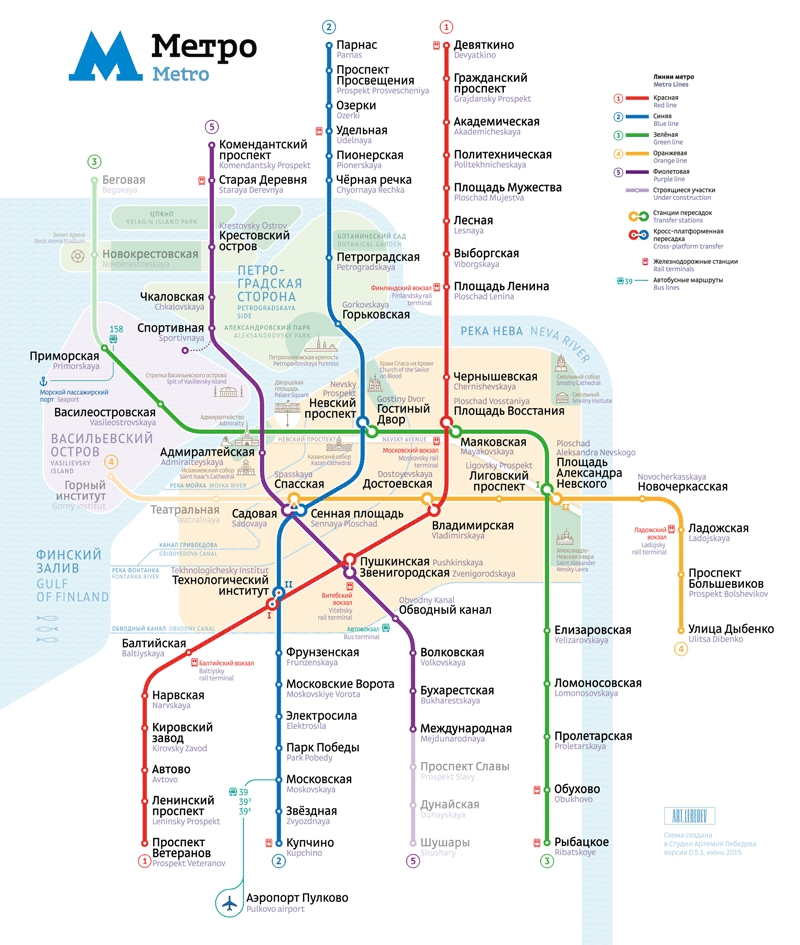 Метро
Metro
2
Парнас
Parnas
Проспект
Просвещения
Prospekt Prosvescheniya
Озерки
Ozerki
Удельная
Udelnaya
Пионерская
Pionerskaya
Чёрная речка
Chyornaya Rechka
Петроградская
Petrogradskaya
Gorkovskaya
Горьковская
1
Девяткино
Devyatkino
Гражданский
проспект
Grajdansky Prospekt
Академическая
Akademicheskaya
Политехническая
Politekhnicheskaya
Площадь Мужества
Ploschad Mujestva
Лесная
Lesnaya
Выборгская
Viborgskaya
Финляндский вокзал
Finlandsky rail
terminal
Площадь Ленина
Ploschad Lenina
Линии метро
Metro Lines
1
Красная
Red line
2
Синяя
Blue line
3
Зелёная
Green line
4
Оранжевая
Orange line
5
Фиолетовая
Purple line
Строящиеся участки
Under construction
Станции пересадок
Transfer stations
Кросс-платформенная
пересадка
Cross-platform transfer
Железнодорожные станции
Rail terminals
39
Автобусные маршруты
Bus lines
5
Комендантский
проспект
Komendantsky Prospekt
Старая Деревня
Staraya Derevnya
Krestovsky Ostrov
Крестовский
остров
Чкаловская
Chkalovskaya
Спортивная
Sportivnaya
3
Беговая
Begovaya
ЦПКиО
YELAGIN ISLAND PARK
Зенит Арена
Zenit Arena (stadium)
Новокрестовская
Novokrestovskaya
БОТАНИЧЕСКИЙ САД
BOTANICAL GARDEN
ПЕТРО-
ГРАДСКАЯ
СТОРОНА
PETROGRADSKAYA
SIDE
АЛЕКСАНДРОВСКИЙ ПАРК
ALEKSANDROVSKY PARK
Петропавловская крепость
Petropavlovskaya Fortress
РЕКА НЕВА NEVA RIVER
158
Приморская
Primorskaya
Морской пассажирский
порт Seaport
Василеостровская
Vasileostrovskaya
ВАСИЛЬЕВСКИЙ
ОСТРОВ
VASILIEVSKY
ISLAND
Стрелка Васильевского острова
Spit of Vasilievsky Island
Дворцовая
площадь
Palace Square
Адмиралтейство
Admiralty
Адмиралтейская
Admiralteyskaya
Исаакиевский собор
Saint Isaac's Cathedral
Nevsky
Prospekt
Невский
проспект
Храм Спаса на Крови
Church of the Saviour
on Blood
Gostiny Dvor
Гостиный
Двор
НЕВСКИЙ ПРОСПЕКТ
NEVSKY AVENUE
Казанский собор
Kazan Cathedral
Чернышевская
Chernishevskaya
Ploschad Vosstaniya
Площадь Восстания
Маяковская
Mayakovskaya
Московский вокзал
Moskovsky rail
terminal
Смольный собор
Smolny Cathedral
Смольный
Smolny Insitute
4
Горный
институт
Gorny Institut
Театральная
Teatralnaya
РЕКА МОЙКА MOYKA RIVER
Spasskaya
Спасская
Dostoyevskaya
Достоевская
Ligovsky Prospekt
Лиговский
проспект
Ploschad
Aleksandra Nevskogo
Площадь
Александра
Невского
I
II
Novocherkasskaya
Новочеркасская
Садовая
Sadovaya
Сенная площадь
Sennaya Ploschad
Владимирская
Vladimirskaya
Ладожский
вокзал
Ladojsky
rail terminal
Ладожская
Ladojskaya
Проспект
Большевиков
Prospekt Bolshevikov
Улица Дыбенко
Ulitsa Dibenko
4
Александро-
Невская лавра
Saint Alexander
Nevsky Lavra
КАНАЛ ГРИБОЕДОВА
GRIBOYEDOVA CANAL
ФИНСКИЙ
ЗАЛИВ
GULF
OF FINLAND
РЕКА ФОНТАНКА
FONTANKA RIVER
Tekhnologichesky Institut
Технологический
институт
II
I
Пушкинская Pushkinskaya
Звенигородская Zvenigorodskaya
Витебский
вокзал
Vitebsky
rail terminal
Obvodny Kanal
Обводный канал
Автовокзал
Bus terminal
ОБВОДНЫЙ КАНАЛ OBVODNY CANAL
Балтийская
Baltiyskaya
Балтийский вокзал
Baltiysky
rail terminal
Нарвская
Narvskaya
Кировский
завод
Kirovsky Zavod
Автово
Avtovo
Ленинский
проспект
Leninsky Prospekt
Проспект
Ветеранов
Prospekt Veteranov
1
Фрунзенская
Frunzenskaya
Московские Ворота
Moskovskiye Vorota
Электросила
Elektrosila
Парк Победы
Park Pobedy
Московская
Moskovskaya
39
Звёздная
Zvyozdnaya
Купчино
Kupchino
2
Аэропорт Пулково
Pulkovo airport
Волковская
Volkovskaya
Бухарестская
Bukharestskaya
Международная
Mejdunarodnaya
Проспект Славы
Prospekt Slavy
Дунайская
Dunayskaya
Шушары
Shushary
5
Елизаровская
Yelizarovskaya
Ломоносовская
Lomonosovskaya
Пролетарская
Proletarskaya
Обухово
Obukhovo
Рыбацкое
Ribatskoye
3
ART.LEBEDEV
Схема создана
в Студии Артемия Лебедева
версия 0.5.1, июнь 2015